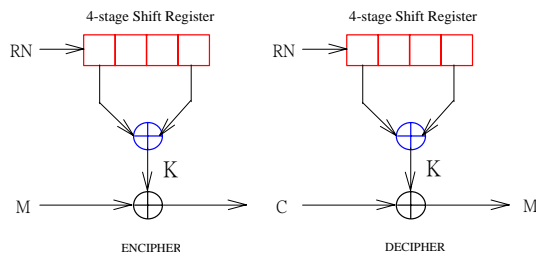 4-stage Shift Register
4-stage Shift Register
RN
RN
K
K
M
C
M
ENCIPHER
DECIPHER